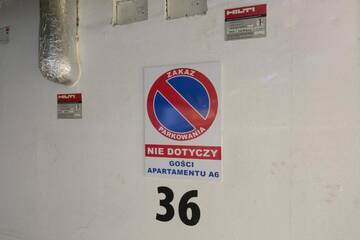 HILTI
HILTI
ZAKAZ
PARKOWANIA
NIE DOTYCZY
GOŚCI
APARTAMENTU A6
36